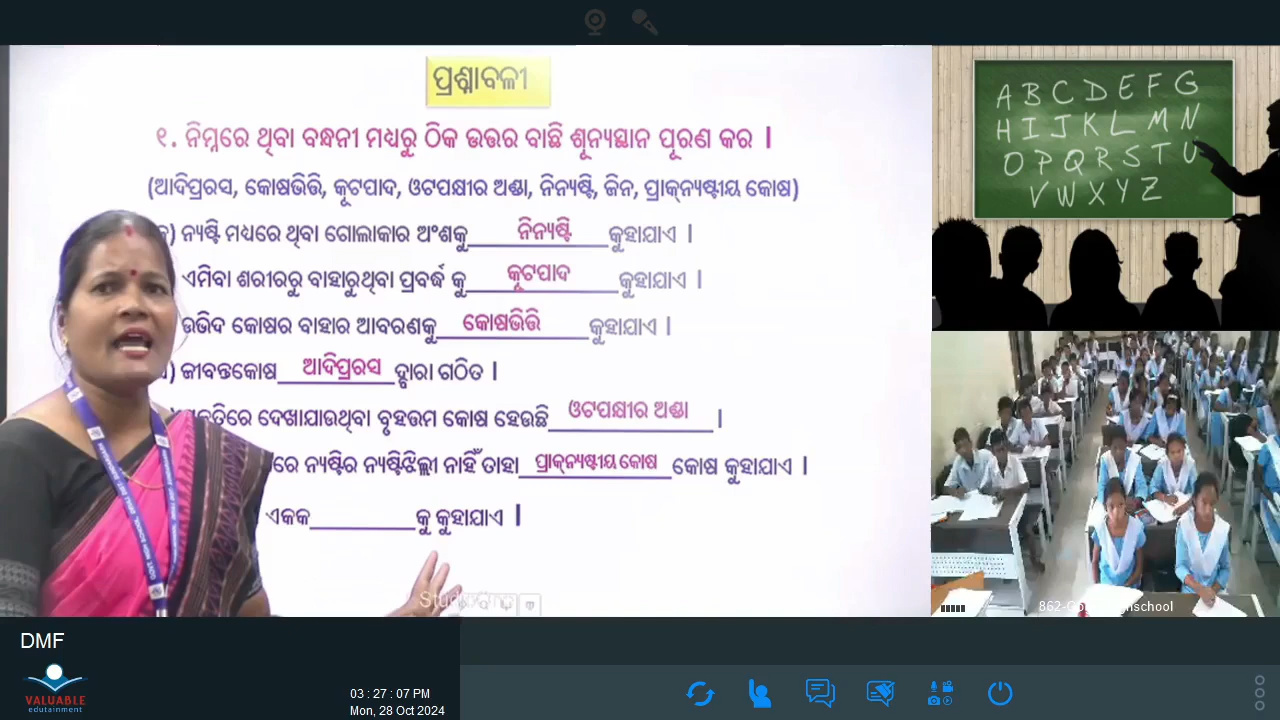 ପ୍ରଶ୍ନାବଳୀ
୧. ନିମ୍ନରେ ଥିବା ବନ୍ଧନୀ ମଧ୍ୟରୁ ଠିକ ଉତ୍ତର ବାଛି ଶୂନ୍ୟସ୍ଥାନ ପୂରଣ କର |
(ଆଦିପ୍ରରସ, କୋଷଭିତ୍ତି, କୂଟପାଦ, ଓଟପକ୍ଷୀର ଅଣ୍ଡା, ନିନ୍ୟଷ୍ଟି, ଜିନ, ପ୍ରାକ୍‌ନ୍ୟଷ୍ଟୀୟ କୋଷ)
) ନ୍ୟଷ୍ଟି ମଧ୍ୟରେ ଥିବା ଗୋଲାକାର ଅଂଶକୁ ନିନ୍ୟଷ୍ଟି କୁହାଯାଏ |
ଏମିବା ଶରୀରରୁ ବାହାରୁଥିବା ପ୍ରବର୍ଦ୍ଧ କୁ କୂଟପାଦ କୁହାଯାଏ |
ଉଦ୍ଭିଦ କୋଷର ବାହାର ଆବରଣକୁ କୋଷଭିତ୍ତି କୁହାଯାଏ |
) ଜୀବନ୍ତକୋଷ ଆଦିପ୍ରରସ ଦ୍ଵାରା ଗଠିତ |
ଦେଖାଯାଉଥିବା ବୃହତ୍ତମ କୋଷ ହେଉଛି ଓଟପକ୍ଷୀର ଅଣ୍ଡା |
ରେ ନ୍ୟଷ୍ଟିର ନ୍ୟଷ୍ଟିଝିଲ୍ଲୀ ନାହିଁ ତାହା ପ୍ରାକ୍‌ନ୍ୟଷ୍ଟୀୟ କୋଷ କୋଷ କୁହାଯାଏ |
ଏକକ__________କୁ କୁହାଯାଏ |
A B C D E F G
H I J K L M N
O P Q R S T U
V W X Y Z
DMF
VALUABLE
edutainment
03 : 27 : 07 PM
Mon, 28 Oct 2024